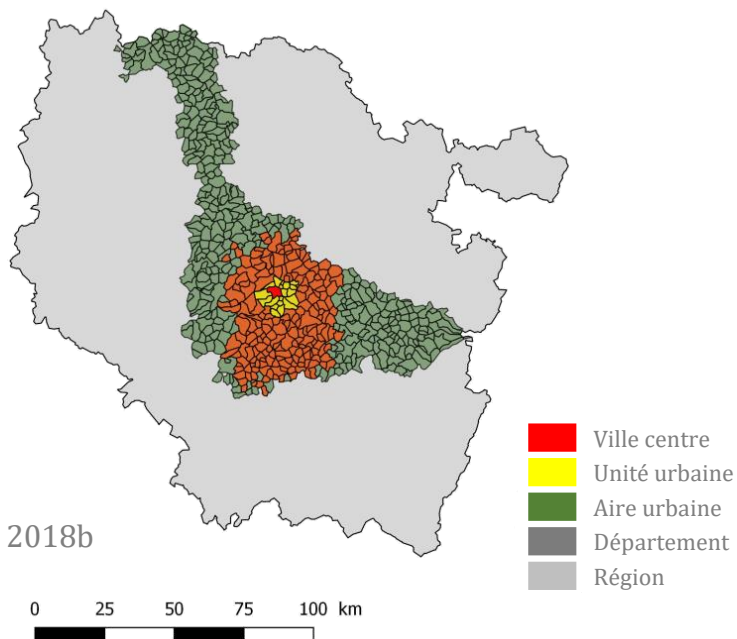 Ville centre
Unité urbaine
Aire urbaine
Département
Région
2018b
0 25 50 75 100 km